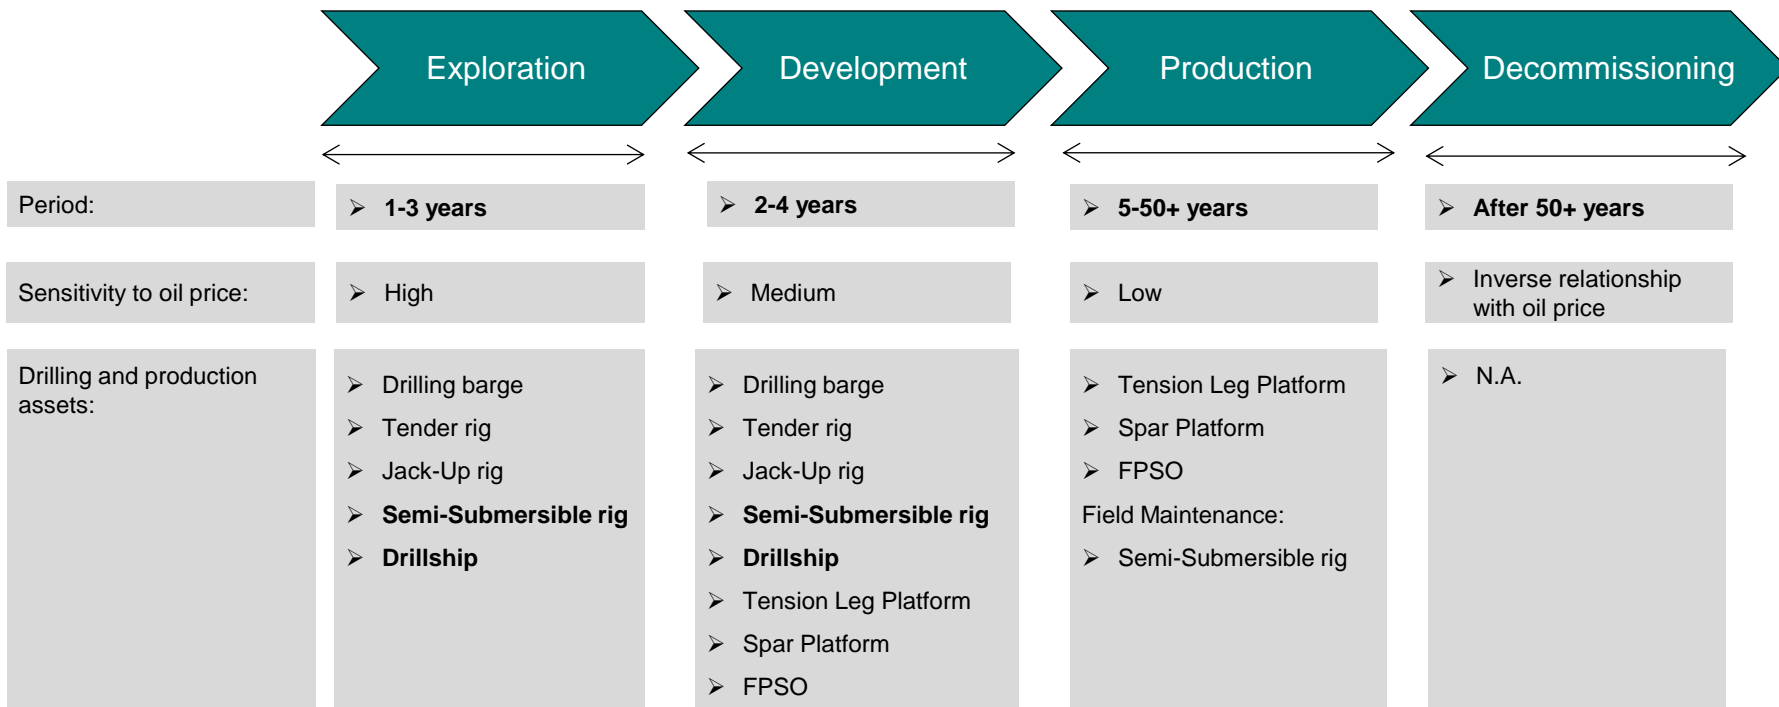 Exploration
Development
Production
Decommissioning
Period:
➢ 1-3 years
➢ 2-4 years
➢ 5-50+ years
➢ After 50+ years
Sensitivity to oil price:
➢ High
➢ Medium
➢ Low
➢ Inverse relationship
with oil price
Drilling and production
assets:
➢ Drilling barge
➢ Tender rig
➢ Jack-Up rig
➢ Semi-Submersible rig
➢ Drillship
➢ Drilling barge
➢ Tender rig
➢ Jack-Up rig
➢ Semi-Submersible rig
➢ Drillship
➢ Tension Leg Platform
➢ Spar Platform
➢ FPSO
➢ Tension Leg Platform
➢ Spar Platform
➢ FPSO
Field Maintenance:
➢ Semi-Submersible rig
➢ N.A.